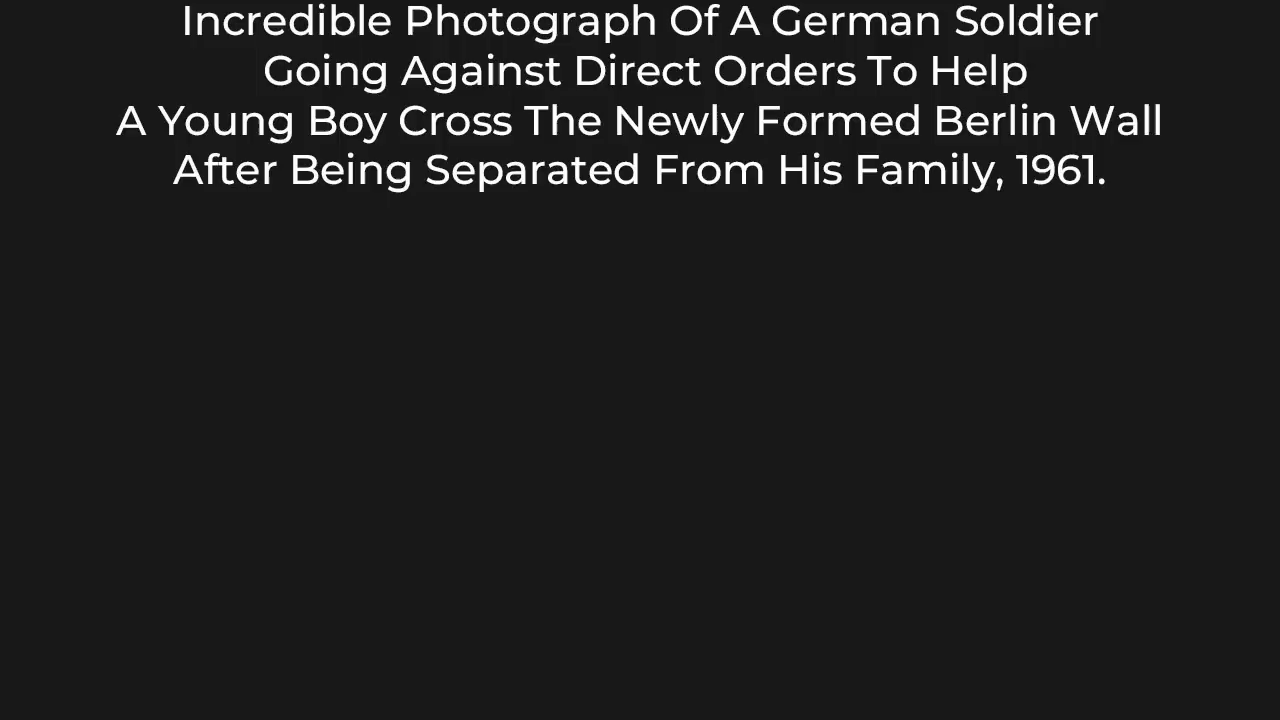 Incredible Photograph Of A German Soldier
Going Against Direct Orders To Help
A Young Boy Cross The Newly Formed Berlin Wall
After Being Separated From His Family, 1961.